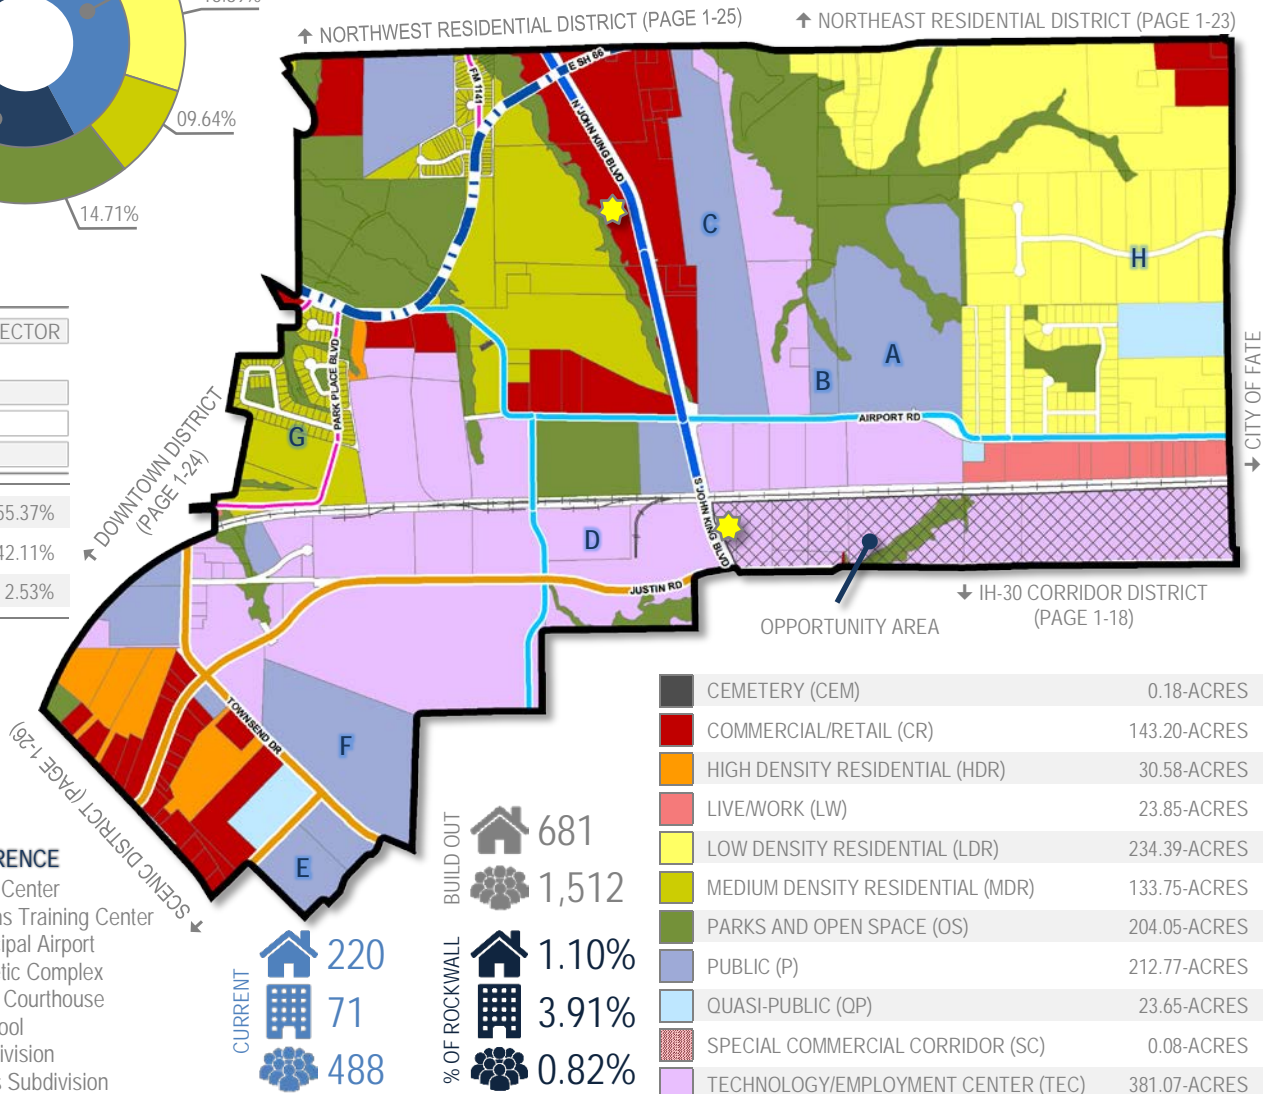 ↑ NORTHWEST RESIDENTIAL DISTRICT (PAGE 1-25)
↑ NORTHEAST RESIDENTIAL DISTRICT (PAGE 1-23)
09.64%
14.71%
ECTOR
55.37%
42.11%
2.53%
E SH 66
FM 1141
N JOHN KING BLVD
C
H
A
B
PARK PLACE BLVD
G
AIRPORT RD
↓ CITY OF FATE
↖ DOWNTOWN DISTRICT
(PAGE 1-24)
D
S JOHN KING BLVD
JUSTIN RD
OPPORTUNITY AREA
↓ IH-30 CORRIDOR DISTRICT
(PAGE 1-18)
TOWNSEND DR
F
E
↙ SCENIC DISTRICT (PAGE 1-26)
RENCE
Center
as Training Center
cipal Airport
etic Complex
Courthouse
ool
ivision
s Subdivision
BUILD OUT
681
1,512
CURRENT
220
71
488
% OF ROCKWALL
1.10%
3.91%
0.82%
CEMETERY (CEM) 0.18-ACRES
COMMERCIAL/RETAIL (CR) 143.20-ACRES
HIGH DENSITY RESIDENTIAL (HDR) 30.58-ACRES
LIVE/WORK (LW) 23.85-ACRES
LOW DENSITY RESIDENTIAL (LDR) 234.39-ACRES
MEDIUM DENSITY RESIDENTIAL (MDR) 133.75-ACRES
PARKS AND OPEN SPACE (OS) 204.05-ACRES
PUBLIC (P) 212.77-ACRES
QUASI-PUBLIC (QP) 23.65-ACRES
SPECIAL COMMERCIAL CORRIDOR (SC) 0.08-ACRES
TECHNOLOGY/EMPLOYMENT CENTER (TEC) 381.07-ACRES